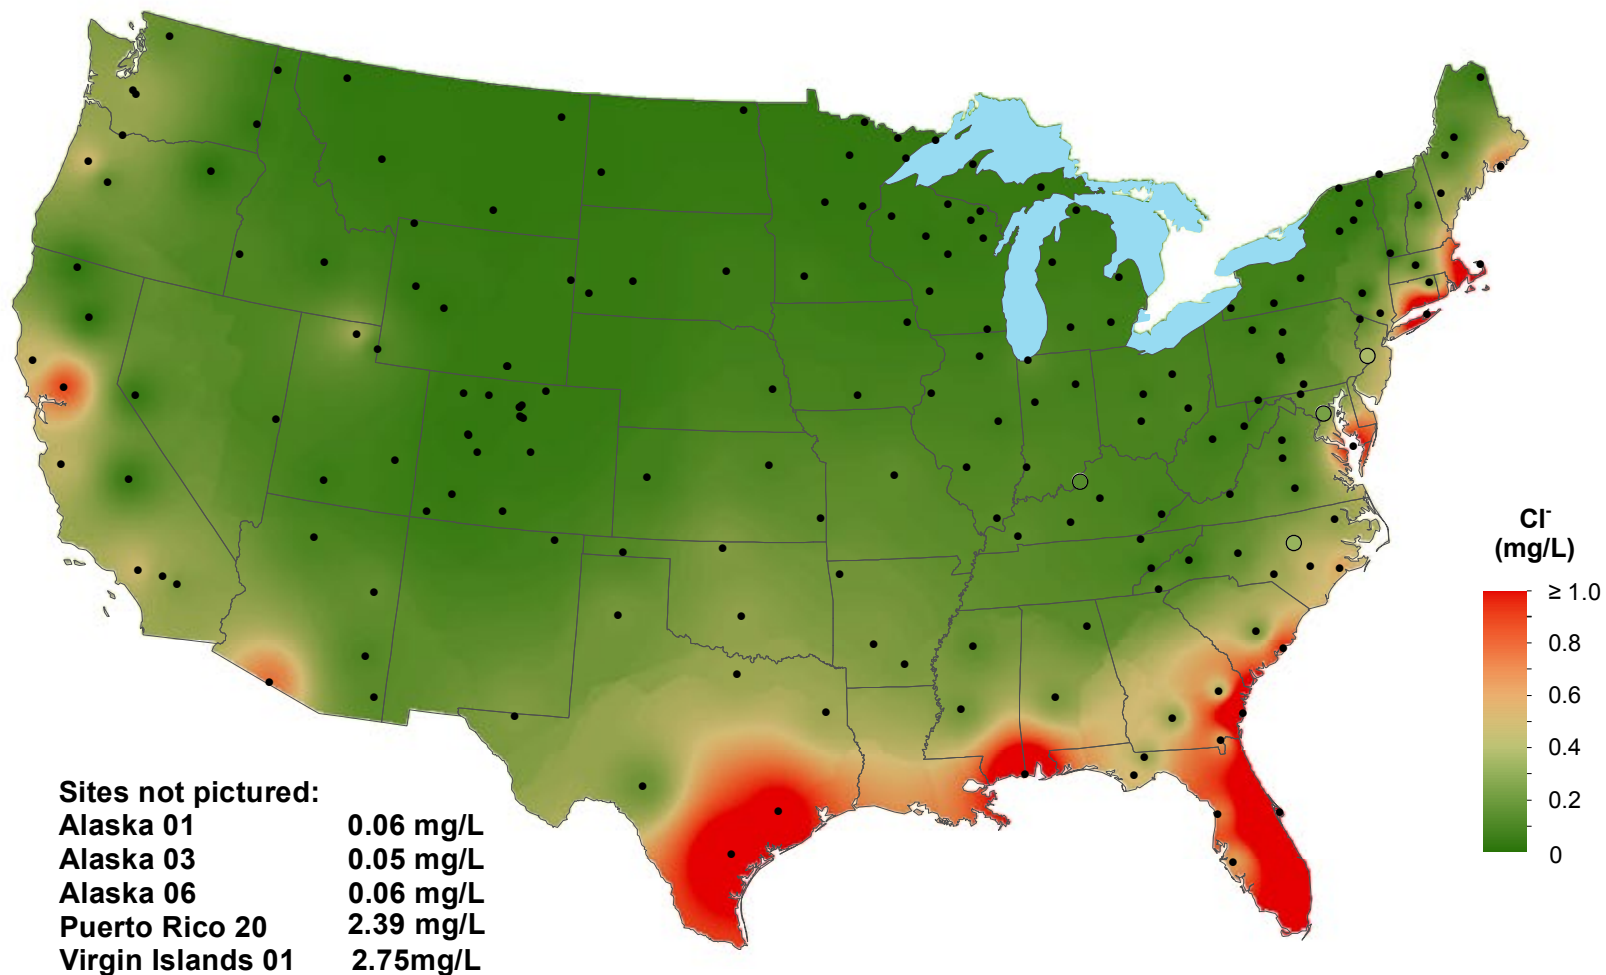 Cl-
(mg/L)
≥ 1.0
0.8
0.6
0.4
0.2
0
Sites not pictured:
Alaska 01 0.06 mg/L
Alaska 03 0.05 mg/L
Alaska 06 0.06 mg/L
Puerto Rico 20 2.39 mg/L
Virgin Islands 01 2.75mg/L